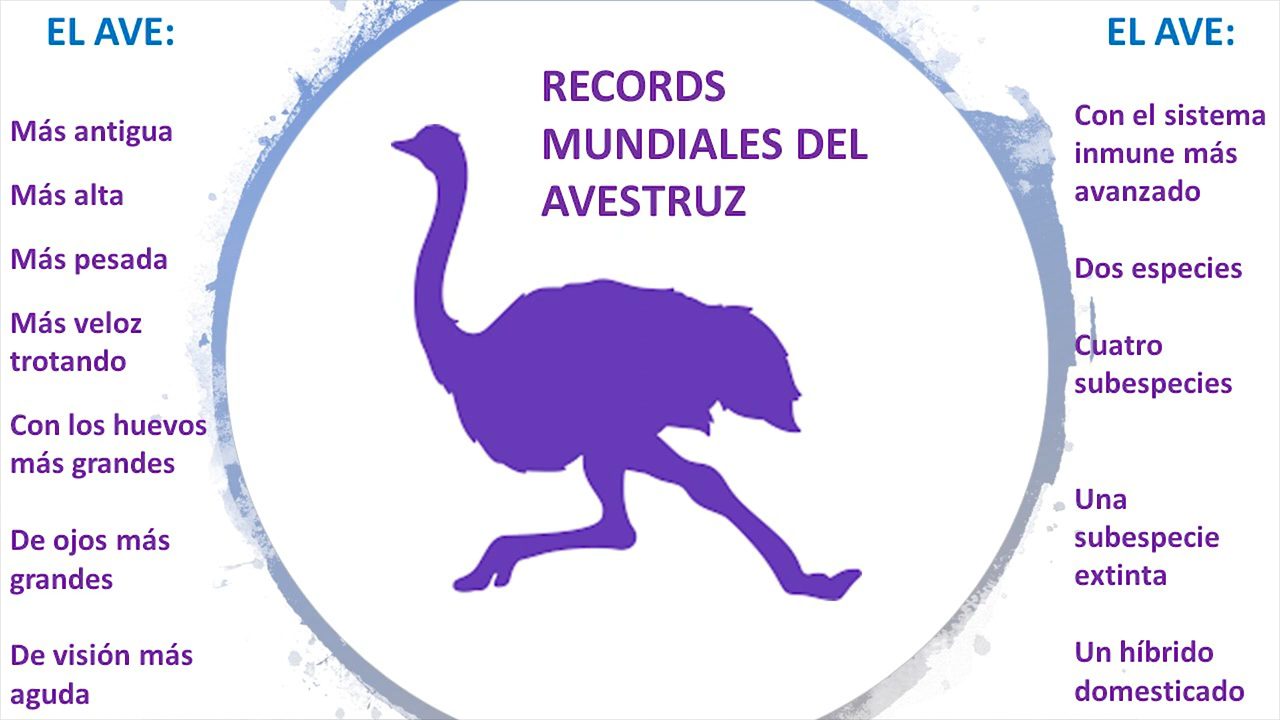 EL AVE:
Más antigua
Más alta
Más pesada
Más veloz
trotando
Con los huevos
más grandes
De ojos más
grandes
De visión más
aguda
RECORDS
MUNDIALES DEL
AVESTRUZ
EL AVE:
Con el sistema
inmune más
avanzado
Dos especies
Cuatro
subespecies
Una
subespecie
extinta
Un híbrido
domesticado